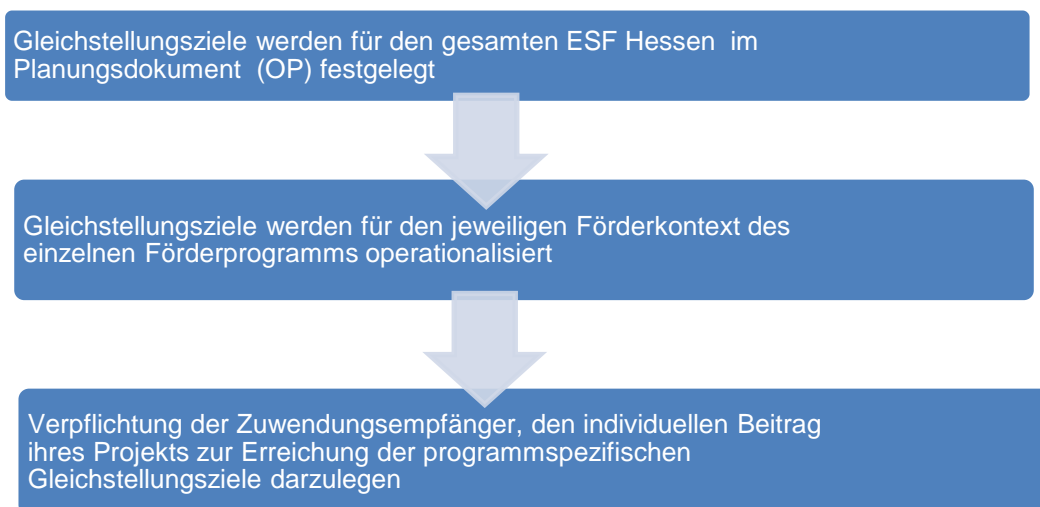 Gleichstellungsziele werden für den gesamten ESF Hessen im
Planungsdokument (OP) festgelegt
Gleichstellungsziele werden für den jeweiligen Förderkontext des
einzelnen Förderprogramms operationalisiert
Verpflichtung der Zuwendungsempfänger, den individuellen Beitrag
ihres Projekts zur Erreichung der programmspezifischen
Gleichstellungsziele darzulegen